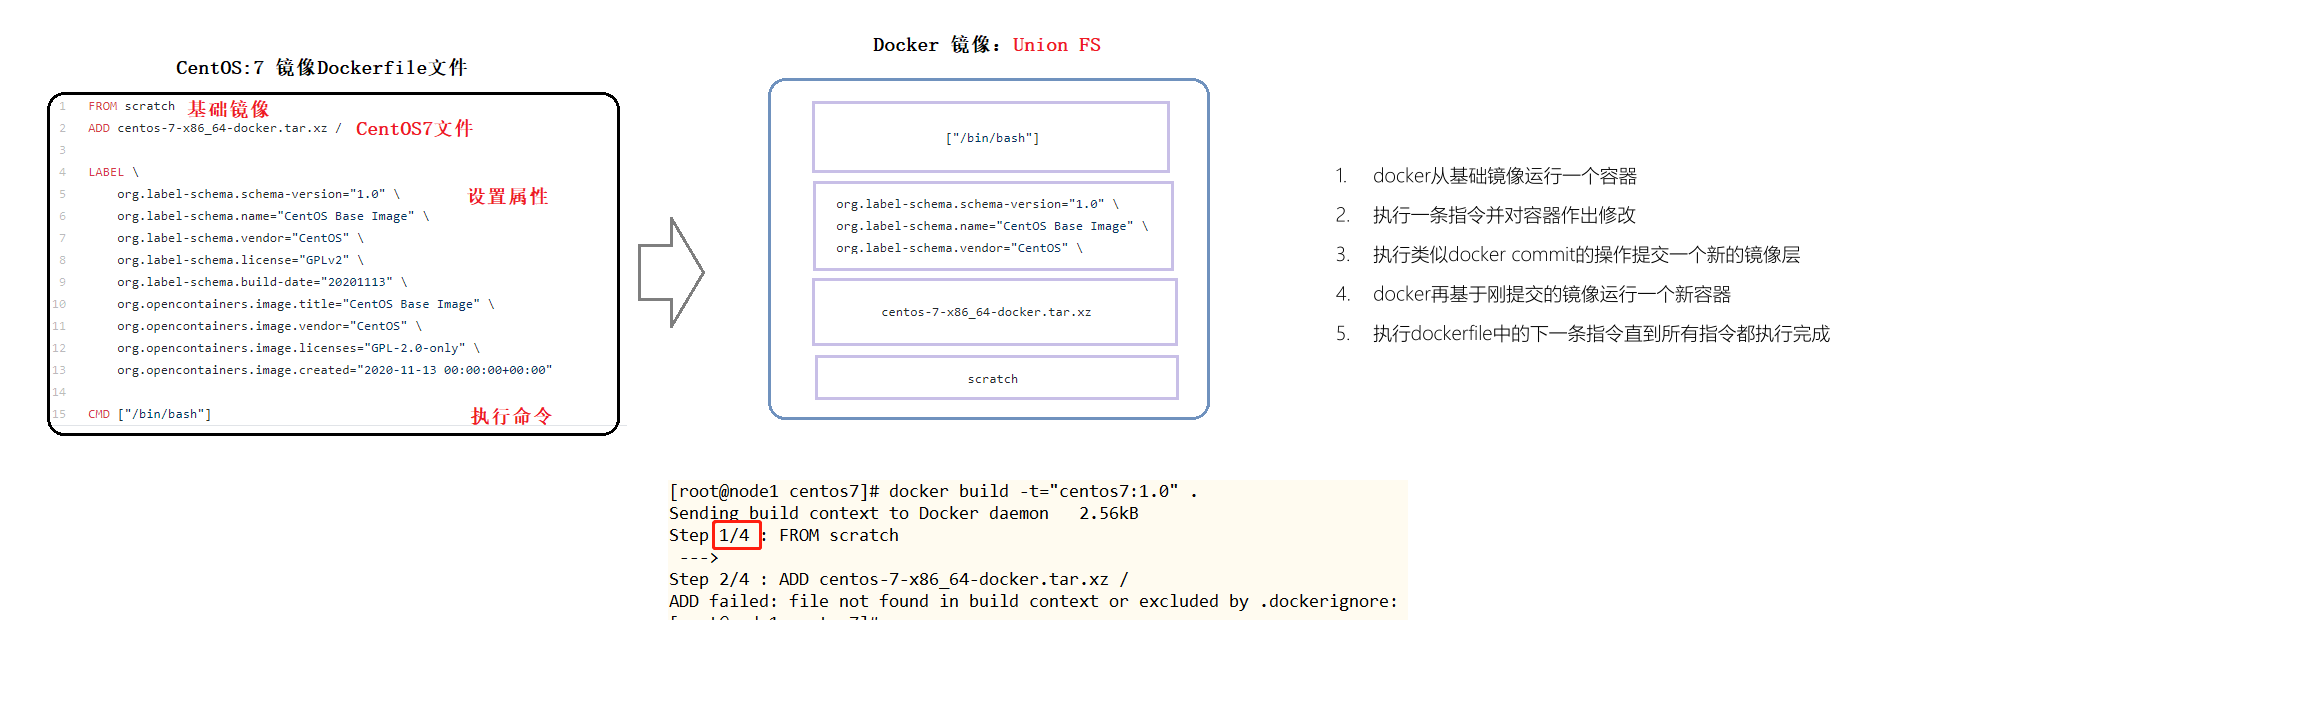 CentOS:7 镜像Dockerfile文件
1 FROM scratch 基础镜像
2 ADD centos-7-x86_64-docker.tar.xz / CentOS7文件
3
4 LABEL \
5 org.label-schema.schema-version="1.0" \ 设置属性
6 org.label-schema.name="CentOS Base Image" \
7 org.label-schema.vendor="CentOS" \
8 org.label-schema.license="GPLv2" \
9 org.label-schema.build-date="20201113" \
10 org.opencontainers.image.title="CentOS Base Image" \
11 org.opencontainers.image.vendor="CentOS" \
12 org.opencontainers.image.licenses="GPL-2.0-only" \
13 org.opencontainers.image.created="2020-11-13 00:00:00+00:00"
14
15 CMD ["/bin/bash"] 执行命令
Docker 镜像: Union FS
["/bin/bash"]
org.label-schema.schema-version="1.0" \
org.label-schema.name="CentOS Base Image" \
org.label-schema.vendor="CentOS" \
centos-7-x86_64-docker.tar.xz
scratch
1. docker从基础镜像运行一个容器
2. 执行一条指令并对容器作出修改
3. 执行类似docker commit的操作提交一个新的镜像层
4. docker再基于刚提交的镜像运行一个新容器
5. 执行dockerfile中的下一条指令直到所有指令都执行完成
[root@node1 centos7]# docker build -t="centos7:1.0" .
Sending build context to Docker daemon 2.56kB
Step 1/4 : FROM scratch
--->
Step 2/4 : ADD centos-7-x86_64-docker.tar.xz /
ADD failed: file not found in build context or excluded by .dockerignore: